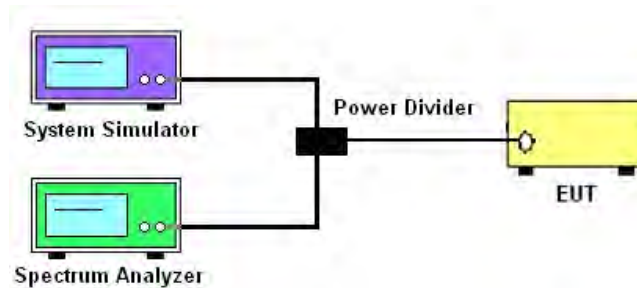 System Simulator
Power Divider
EUT
Spectrum Analyzer